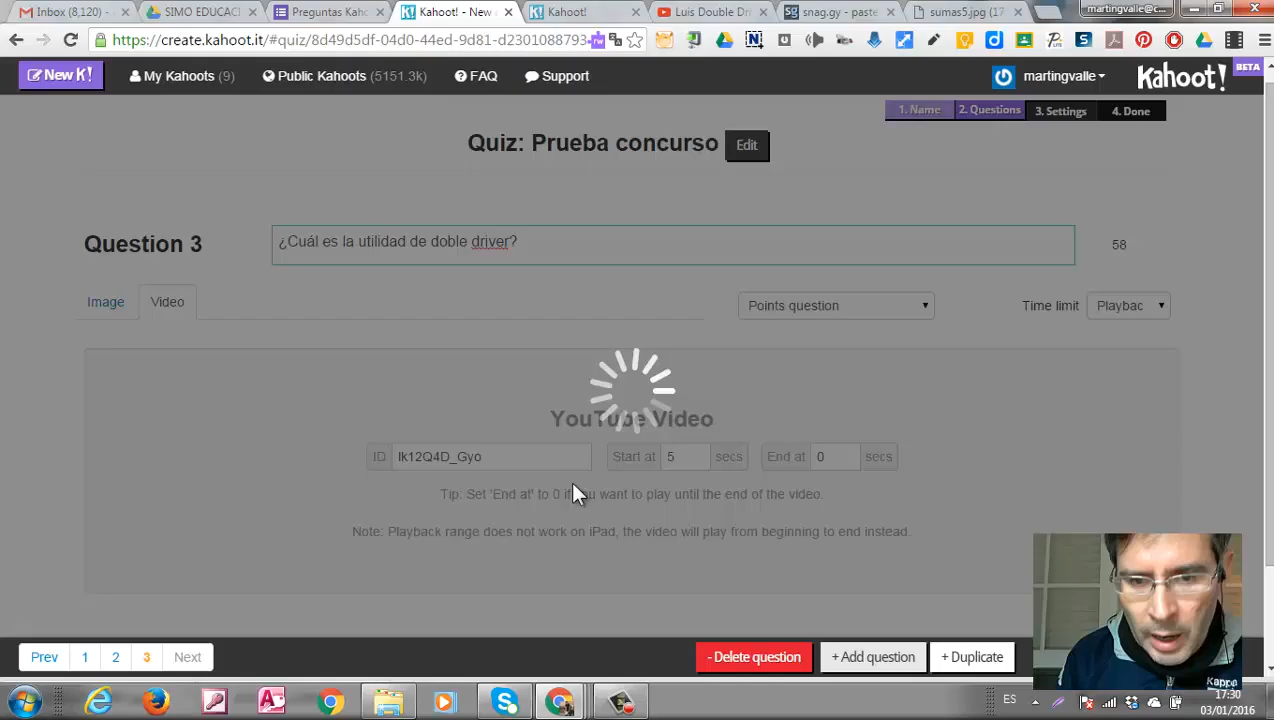 Inbox (8,120) -
SIMO EDUCAC
Preguntas Kaho
Kahoot! - New
Kahoot!
Luis Double Dri
snag.gy - paste
sumas5.jpg (17
martingvalle@c...
https://create.kahoot.it/#quiz/8d49d5df-04d0-44ed-9d81-d2301088793
New K!
My Kahoots (9)
Public Kahoots (5151.3k)
FAQ
Support
martingvalle
Kahoot!
BETA
1. Name
2. Questions
3. Settings
4. Done
Quiz: Prueba concurso
Edit
Question 3
¿Cuál es la utilidad de doble driver?
58
Image
Video
Points question
Time limit
Playbac
YouTube Video
ID
Ik12Q4D_Gyo
Start at
5
secs
End at
0
secs
Tip: Set 'End at' to 0 if you want to play until the end of the video.
Note: Playback range does not work on iPad, the video will play from beginning to end instead.
Prev
1
2
3
Next
- Delete question
+ Add question
+ Duplicate
Kappa
ES
17:30
03/01/2016